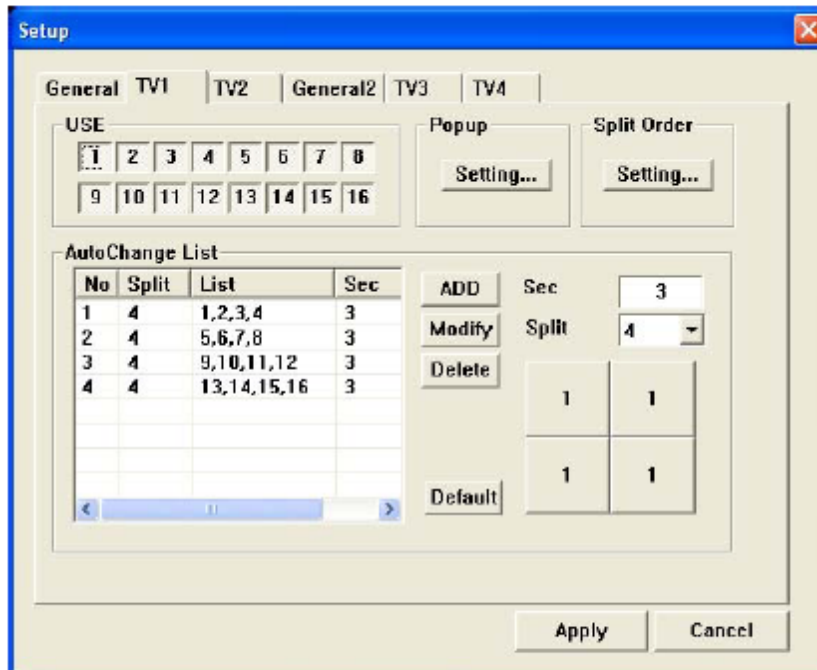 Setup
General TV1 TV2 General2 TV3 TV4
USE
1 2 3 4 5 6 7 8
9 10 11 12 13 14 15 16
Popup
Setting...
Split Order
Setting...
AutoChange List
No Split List Sec
1 4 1,2,3,4 3
2 4 5,6,7,8 3
3 4 9,10,11,12 3
4 4 13,14,15,16 3
ADD
Modify
Delete
Default
Sec 3
Split 4
1 1
1 1
Apply Cancel